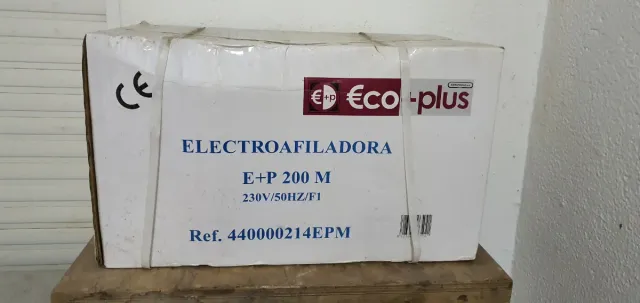 CE
€+p €co+plus
ELECTROAFILADORA
E+P 200 M
230V/50HZ/F1
Ref. 440000214EPM